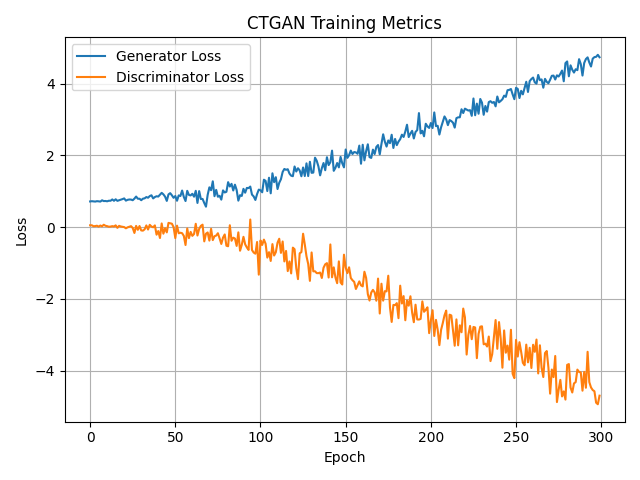 CTGAN Training Metrics
Generator Loss
Discriminator Loss
4
2
0
−2
−4
Loss
0 50 100 150 200 250 300
Epoch